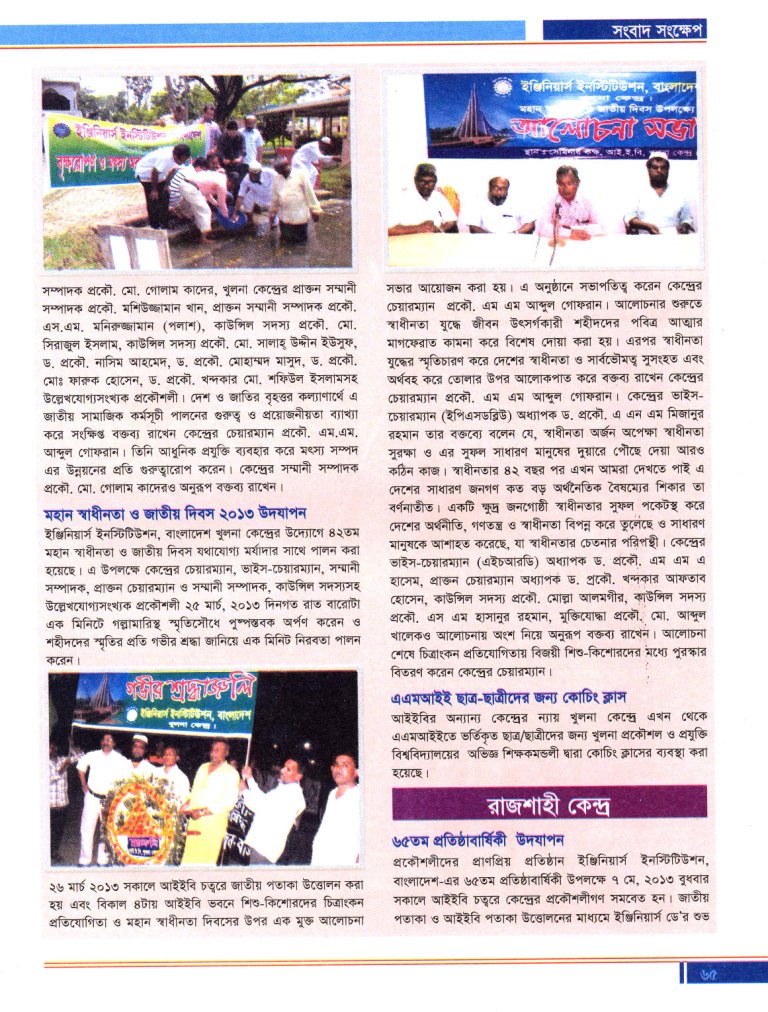 সংবাদ সংক্ষেপ
ইঞ্জিনিয়ার্স ইনস্টিটিউশন, বাংলাদেশ
বৃক্ষরোপণ ও মৎস্য
সম্পাদক প্রকৌ. মো. গোলাম কাদের, খুলনা কেন্দ্রের প্রাক্তন সম্মানী
সম্পাদক প্রকৌ. মশিউজ্জামান খান, প্রাক্তন সম্মানী সম্পাদক প্রকৌ.
এস.এম. মনিরুজ্জামান (পলাশ), কাউন্সিল সদস্য প্রকৌ. মো.
সিরাজুল ইসলাম, কাউন্সিল সদস্য প্রকৌ. মো. সালাহ্ উদ্দীন ইউসুফ,
ড. প্রকৌ. নাসিম আহমেদ, ড. প্রকৌ. মোহাম্মদ মাসুদ, ড. প্রকৌ.
মোঃ ফারুক হোসেন, ড. প্রকৌ. খন্দকার মো. শফিউল ইসলামসহ
উল্লেখযোগ্যসংখ্যক প্রকৌশলী। দেশ ও জাতির বৃহত্তর কল্যাণার্থে এ
জাতীয় সামাজিক কর্মসূচী পালনের গুরুত্ব ও প্রয়োজনীয়তা ব্যাখ্যা
করে সংক্ষিপ্ত বক্তব্য রাখেন কেন্দ্রের চেয়ারম্যান প্রকৌ. এম.এম.
আব্দুল গোফরান। তিনি আধুনিক প্রযুক্তি ব্যবহার করে মৎস্য সম্পদ
এর উন্নয়নের প্রতি গুরুত্বারোপ করেন। কেন্দ্রের সম্মানী সম্পাদক
প্রকৌ. মো. গোলাম কাদেরও অনুরূপ বক্তব্য রাখেন।
মহান স্বাধীনতা ও জাতীয় দিবস ২০১৩ উদযাপন
ইঞ্জিনিয়ার্স ইনস্টিটিউশন, বাংলাদেশ খুলনা কেন্দ্রের উদ্যোগে ৪২তম
মহান স্বাধীনতা ও জাতীয় দিবস যথাযোগ্য মর্যাদার সাথে পালন করা
হয়েছে। এ উপলক্ষে কেন্দ্রের চেয়ারম্যান, ভাইস-চেয়ারম্যান, সম্মানী
সম্পাদক, প্রাক্তন চেয়ারম্যান ও সম্মানী সম্পাদক, কাউন্সিল সদস্যসহ
উল্লেখযোগ্যসংখ্যক প্রকৌশলী ২৫ মার্চ, ২০১৩ দিনগত রাত বারোটা
এক মিনিটে গল্লামারিস্থ স্মৃতিসৌধে পুষ্পস্তবক অর্পণ করেন ও
শহীদদের স্মৃতির প্রতি গভীর শ্রদ্ধা জানিয়ে এক মিনিট নিরবতা পালন
করেন।
গভীর শ্রদ্ধাঞ্জলি
ইঞ্জিনিয়ার্স ইনস্টিটিউশন, বাংলাদেশ
খুলনা কেন্দ্র।
২৬ মার্চ ২০১৩ সকালে আইইবি চত্বরে জাতীয় পতাকা উত্তোলন করা
হয় এবং বিকাল ৪টায় আইইবি ভবনে শিশু-কিশোরদের চিত্রাংকন
প্রতিযোগিতা ও মহান স্বাধীনতা দিবসের উপর এক মুক্ত আলোচনা
ইঞ্জিনিয়ার্স ইনস্টিটিউশন, বাংলাদেশ
খুলনা কেন্দ্র।
মহান জাতীয় দিবস উপলক্ষ্যে
আলোচনা সভা
স্থান : সেমিনার কক্ষ, আই.ই.বি, খুলনা কেন্দ্র
সভার আয়োজন করা হয়। এ অনুষ্ঠানে সভাপতিত্ব করেন কেন্দ্রের
চেয়ারম্যান প্রকৌ. এম এম আব্দুল গোফরান। আলোচনার শুরুতে
স্বাধীনতা যুদ্ধে জীবন উৎসর্গকারী শহীদদের পবিত্র আত্মার
মাগফেরাত কামনা করে বিশেষ দোয়া করা হয়। এরপর স্বাধীনতা
যুদ্ধের স্মৃতিচারণ করে দেশের স্বাধীনতা ও সার্বভৌমত্ব সুসংহত এবং
অর্থবহ করে তোলার উপর আলোকপাত করে বক্তব্য রাখেন কেন্দ্রের
চেয়ারম্যান প্রকৌ. এম এম আব্দুল গোফরান। কেন্দ্রের ভাইস-
চেয়ারম্যান (ইপিএসডব্লিউ) অধ্যাপক ড. প্রকৌ. এ এন এম মিজানুর
রহমান তার বক্তব্যে বলেন যে, স্বাধীনতা অর্জন অপেক্ষা স্বাধীনতা
সুরক্ষা ও এর সুফল সাধারণ মানুষের দুয়ারে পৌছে দেয়া আরও
কঠিন কাজ। স্বাধীনতার ৪২ বছর পর এখন আমরা দেখতে পাই এ
দেশের সাধারণ জনগণ কত বড় অর্থনৈতিক বৈষম্যের শিকার তা
বর্ণনাতীত। একটি ক্ষুদ্র জনগোষ্ঠী স্বাধীনতার সুফল পকেটস্থ করে
দেশের অর্থনীতি, গণতন্ত্র ও স্বাধীনতা বিপন্ন করে তুলেছে ও সাধারণ
মানুষকে আশাহত করেছে, যা স্বাধীনতার চেতনার পরিপন্থী। কেন্দ্রের
ভাইস-চেয়ারম্যান (এইচআরডি) অধ্যাপক ড. প্রকৌ. এম এম এ
হাসেম, প্রাক্তন চেয়ারম্যান অধ্যাপক ড. প্রকৌ. খন্দকার আফতাব
হোসেন, কাউন্সিল সদস্য প্রকৌ. মোল্লা আলমগীর, কাউন্সিল সদস্য
প্রকৌ. এস এম হাসানুর রহমান, মুক্তিযোদ্ধা প্রকৌ. মো. আব্দুল
খালেকও আলোচনায় অংশ নিয়ে অনুরূপ বক্তব্য রাখেন। আলোচনা
শেষে চিত্রাংকন প্রতিযোগিতায় বিজয়ী শিশু-কিশোরদের মধ্যে পুরস্কার
বিতরণ করেন কেন্দ্রের চেয়ারম্যান।
এএমআইই ছাত্র-ছাত্রীদের জন্য কোচিং ক্লাস
আইইবির অন্যান্য কেন্দ্রের ন্যায় খুলনা কেন্দ্রে এখন থেকে
এএমআইইতে ভর্তিকৃত ছাত্র/ছাত্রীদের জন্য খুলনা প্রকৌশল ও প্রযুক্তি
বিশ্ববিদ্যালয়ের অভিজ্ঞ শিক্ষকমন্ডলী দ্বারা কোচিং ক্লাসের ব্যবস্থা করা
হয়েছে।
রাজশাহী কেন্দ্র
৬৫তম প্রতিষ্ঠাবার্ষিকী উদযাপন
প্রকৌশলীদের প্রাণপ্রিয় প্রতিষ্ঠান ইঞ্জিনিয়ার্স ইনস্টিটিউশন,
বাংলাদেশ-এর ৬৫তম প্রতিষ্ঠাবার্ষিকী উপলক্ষে ৭ মে, ২০১৩ বুধবার
সকালে আইইবি চত্বরে কেন্দ্রের প্রকৌশলীগণ সমবেত হন। জাতীয়
পতাকা ও আইইবি পতাকা উত্তোলনের মাধ্যমে ইঞ্জিনিয়ার্স ডে'র শুভ
৬৫